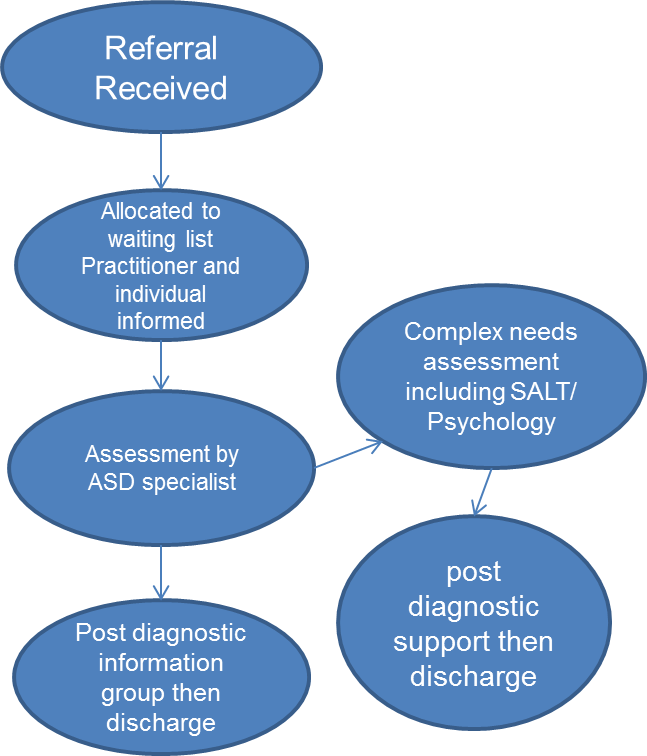 Referral
Received
Allocated to
waiting list
Practitioner and
individual
informed
Assessment by
ASD specialist
Post diagnostic
information
group then
discharge
Complex needs
assessment
including SALT/
Psychology
post
diagnostic
support then
discharge